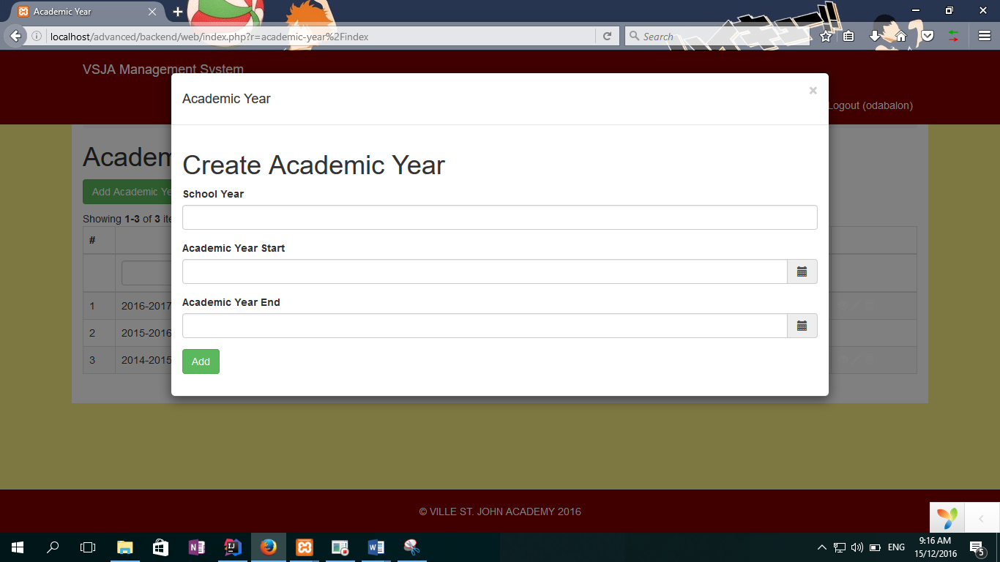 Academic Year
localhost/advanced/backend/web/index.php?r=academic-year%2Findex
Search
VSJA Management System
Academic Year
×
Logout (odabalon)
Academ
Create Academic Year
Add Academic Ye
School Year
Showing 1-3 of 3 ite
#
Academic Year Start
Academic Year End
1 2016-2017
2 2015-2016
3 2014-2015
Add
© VILLE ST. JOHN ACADEMY 2016
ENG
9:16 AM
15/12/2016
5